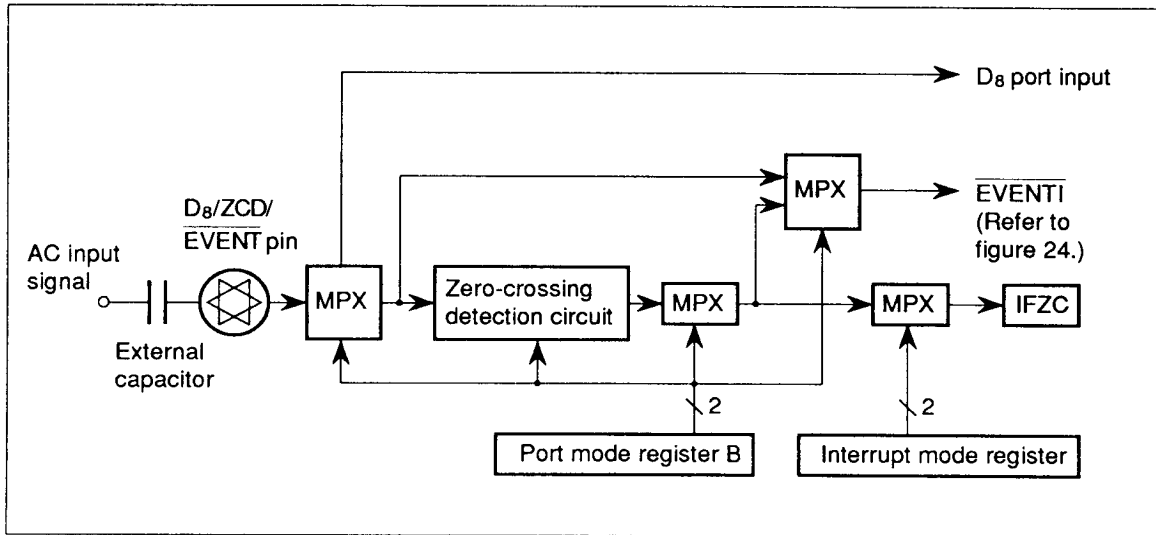 D₈ port input
MPX
EVENTI
(Refer to
figure 24.)
D₈/ZCD/
EVENT pin
AC input
signal
MPX
Zero-crossing
detection circuit
MPX
MPX
IFZC
External
capacitor
2
2
Port mode register B
Interrupt mode register